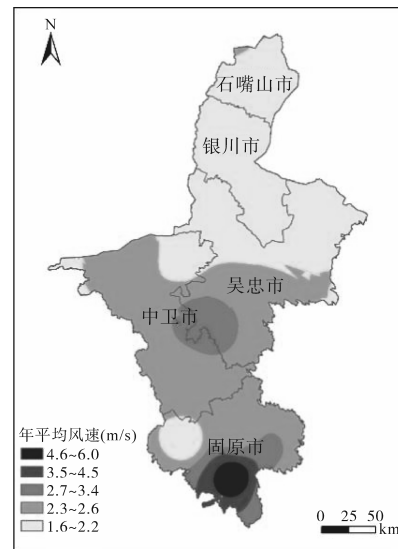 N
石嘴山市
银川市
吴忠市
中卫市
固原市
年平均风速(m/s)
4.6~6.0
3.5~4.5
2.7~3.4
2.3~2.6
1.6~2.2
0 25 50
km